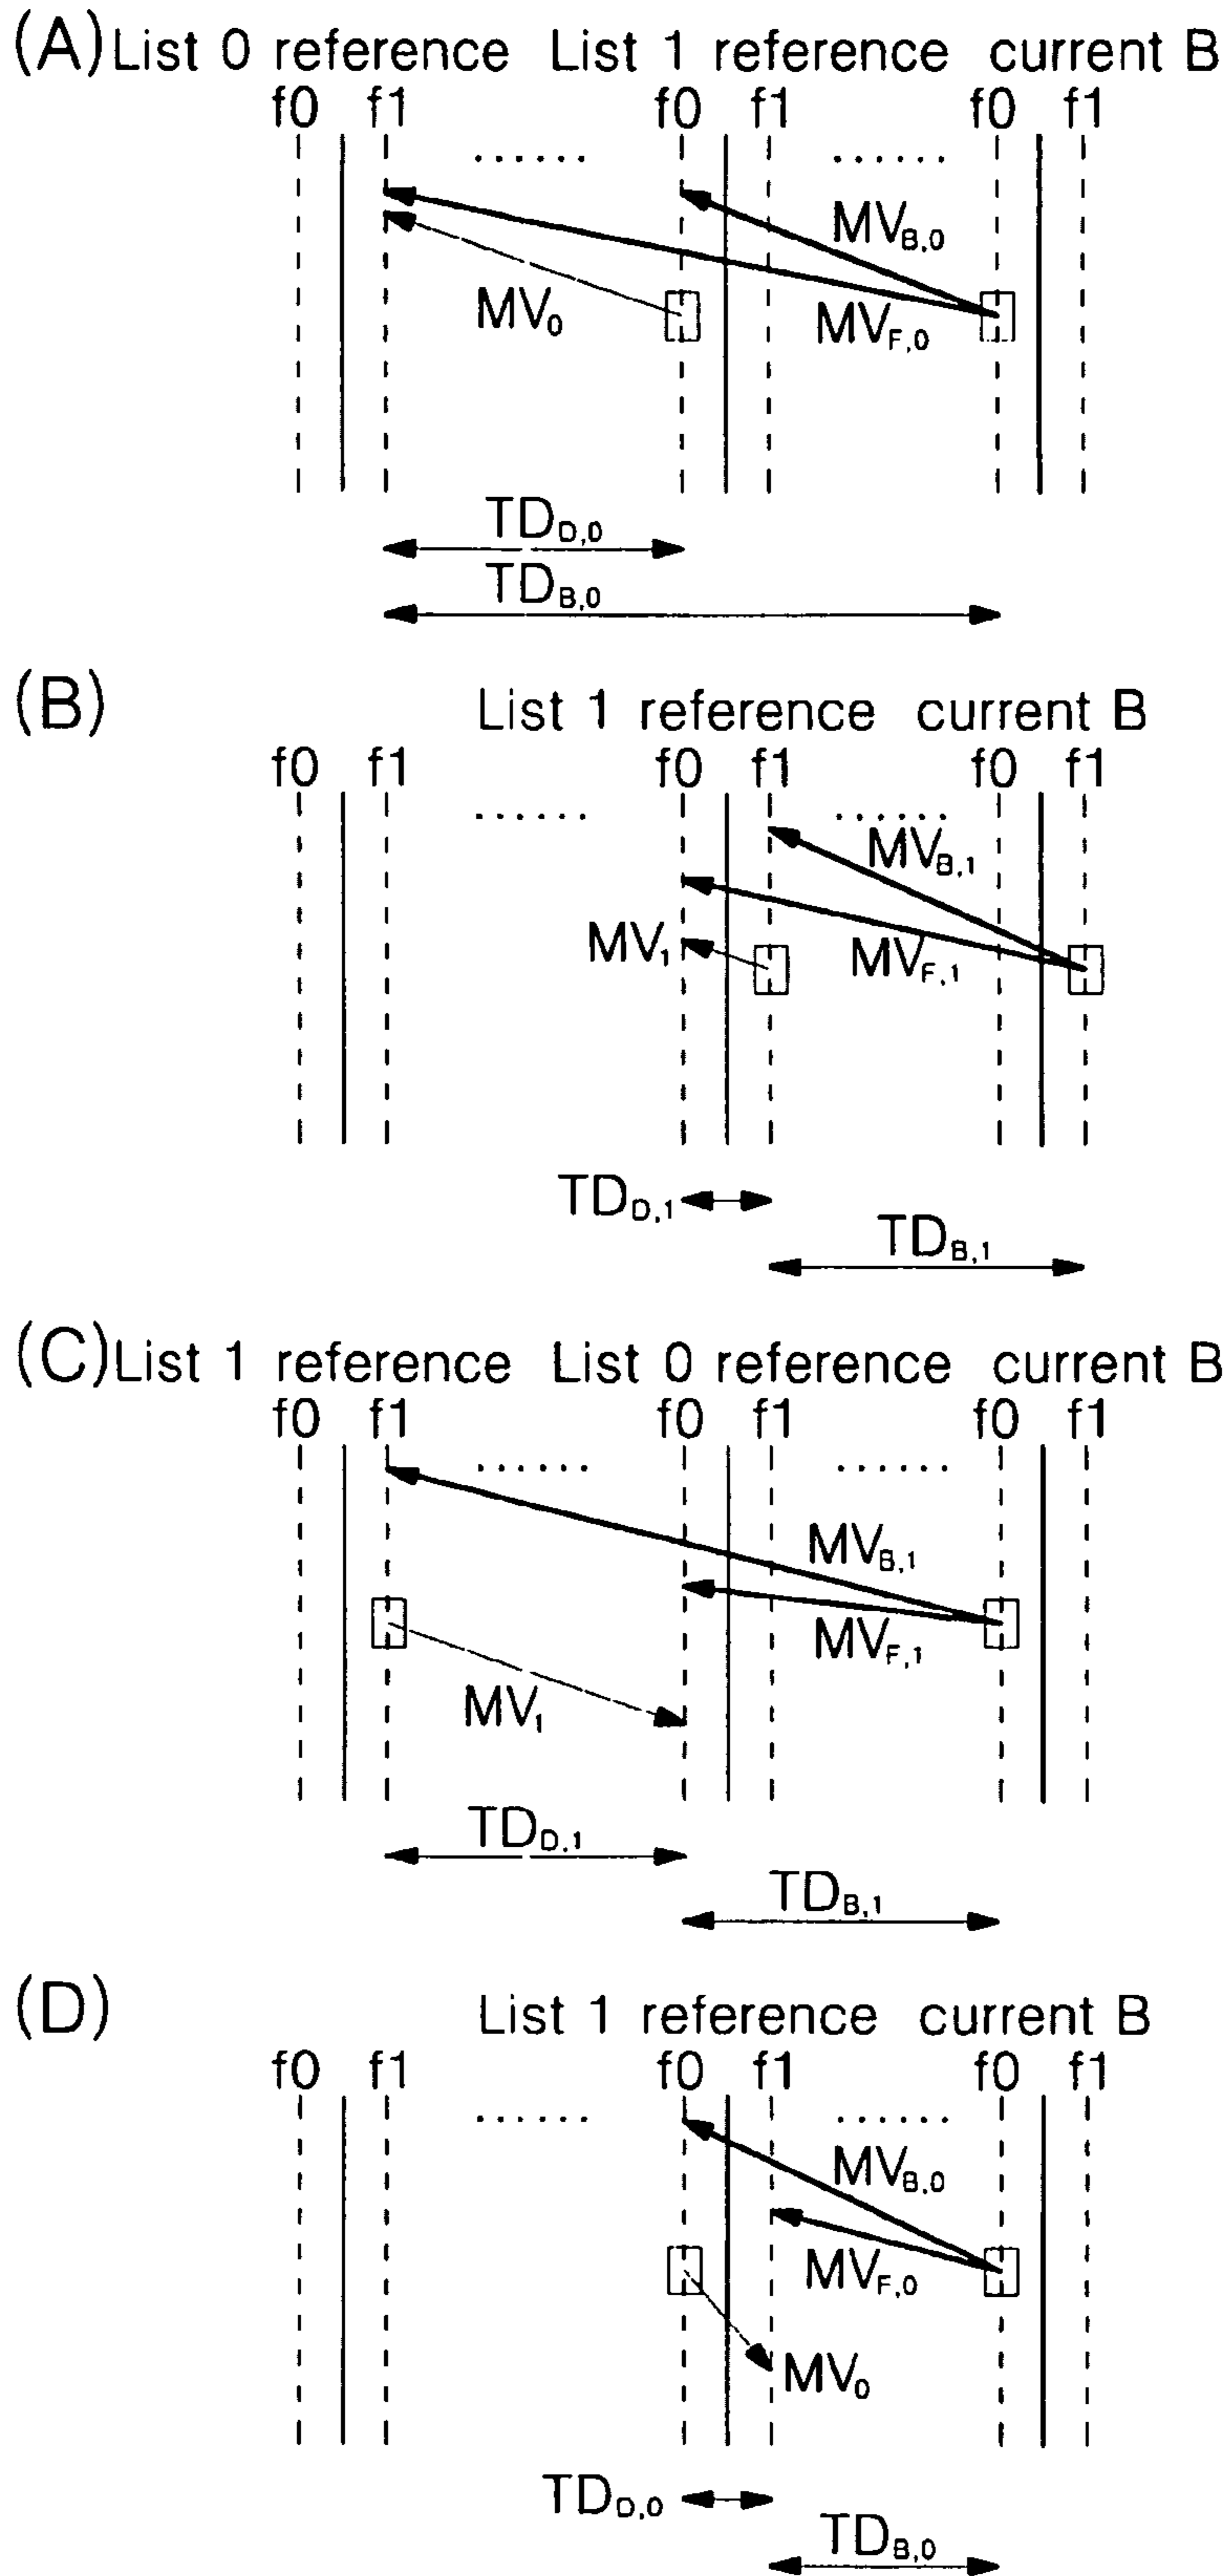 (A) List 0 reference List 1 reference current B
f0 f1 f0 f1 f0 f1
...... ......
MV_B,0
MV_0 MV_F,0
TD_D,0
TD_B,0
(B) List 1 reference current B
f0 f1 f0 f1 f0 f1
...... ......
MV_B,1
MV_1 MV_F,1
TD_D,1
TD_B,1
(C) List 1 reference List 0 reference current B
f0 f1 f0 f1 f0 f1
...... ......
MV_B,1
MV_F,1
MV_1
TD_D,1
TD_B,1
(D) List 1 reference current B
f0 f1 f0 f1 f0 f1
...... ......
MV_B,0
MV_F,0
MV_0
TD_D,0
TD_B,0